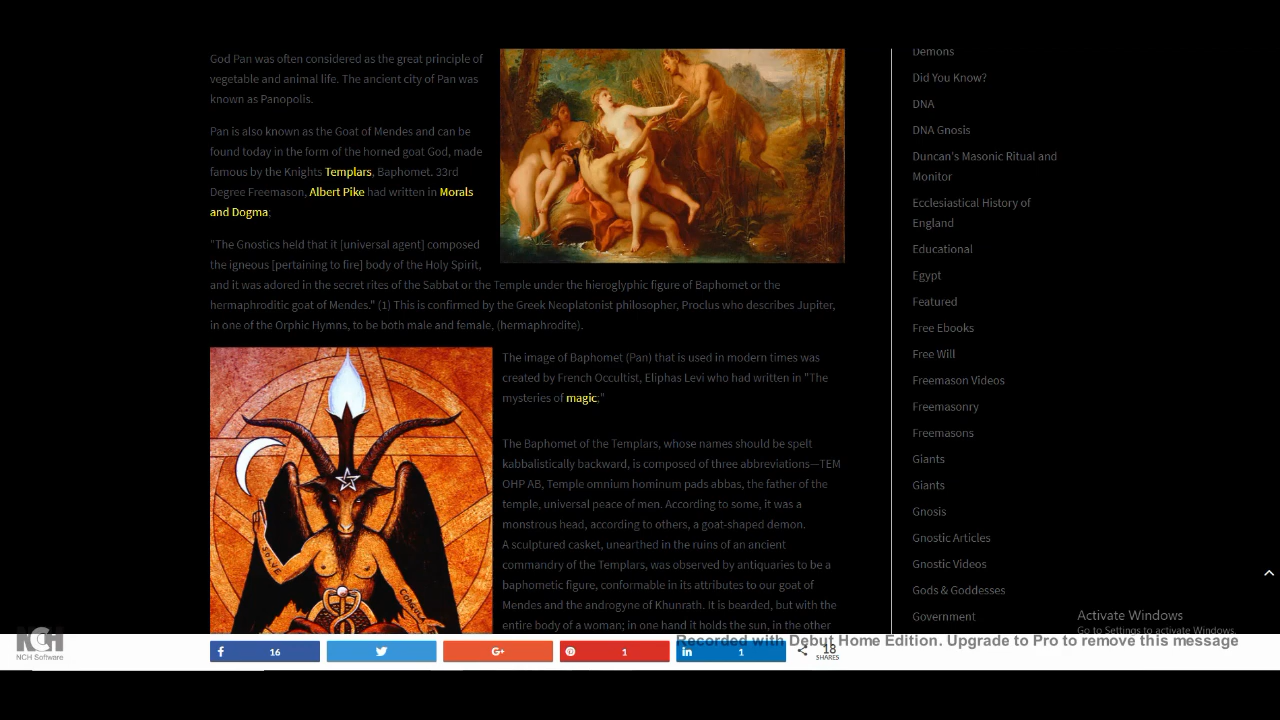 God Pan was often considered as the great principle of
vegetable and animal life. The ancient city of Pan was
known as Panopolis.
Pan is also known as the Goat of Mendes and can be
found today in the form of the horned goat God, made
famous by the Knights Templars, Baphomet. 33rd
Degree Freemason, Albert Pike had written in Morals
and Dogma;
"The Gnostics held that it [universal agent] composed
the igneous [pertaining to fire] body of the Holy Spirit,
and it was adored in the secret rites of the Sabbat or the Temple under the hieroglyphic figure of Baphomet or the
hermaphroditic goat of Mendes." (1) This is confirmed by the Greek Neoplatonist philosopher, Proclus who describes Jupiter,
in one of the Orphic Hymns, to be both male and female, (hermaphrodite).
SOLVE
The image of Baphomet (Pan) that is used in modern times was
created by French Occultist, Eliphas Levi who had written in "The
mysteries of magic;"
The Baphomet of the Templars, whose names should be spelt
kabbalistically backward, is composed of three abbreviations—TEM
OHP AB, Temple omnium hominum pads abbas, the father of the
temple, universal peace of men. According to some, it was a
monstrous head, according to others, a goat-shaped demon.
A sculptured casket, unearthed in the ruins of an ancient
commandry of the Templars, was observed by antiquaries to be a
baphometic figure, conformable in its attributes to our goat of
Mendes and the androgyne of Khunrath. It is bearded, but with the
entire body of a woman; in one hand it holds the sun, in the other
Demons
Did You Know?
DNA
DNA Gnosis
Duncan's Masonic Ritual and
Monitor
Ecclesiastical History of
England
Educational
Egypt
Featured
Free Ebooks
Free Will
Freemason Videos
Freemasonry
Freemasons
Giants
Giants
Gnosis
Gnostic Articles
Gnostic Videos
Gods & Goddesses
Government
Activate Windows
Go to Settings to activate Windows.
Recorded with Debut Home Edition. Upgrade to Pro to remove this message
NCH
NCH Software
f 16
G+
1
in 1
18
SHARES